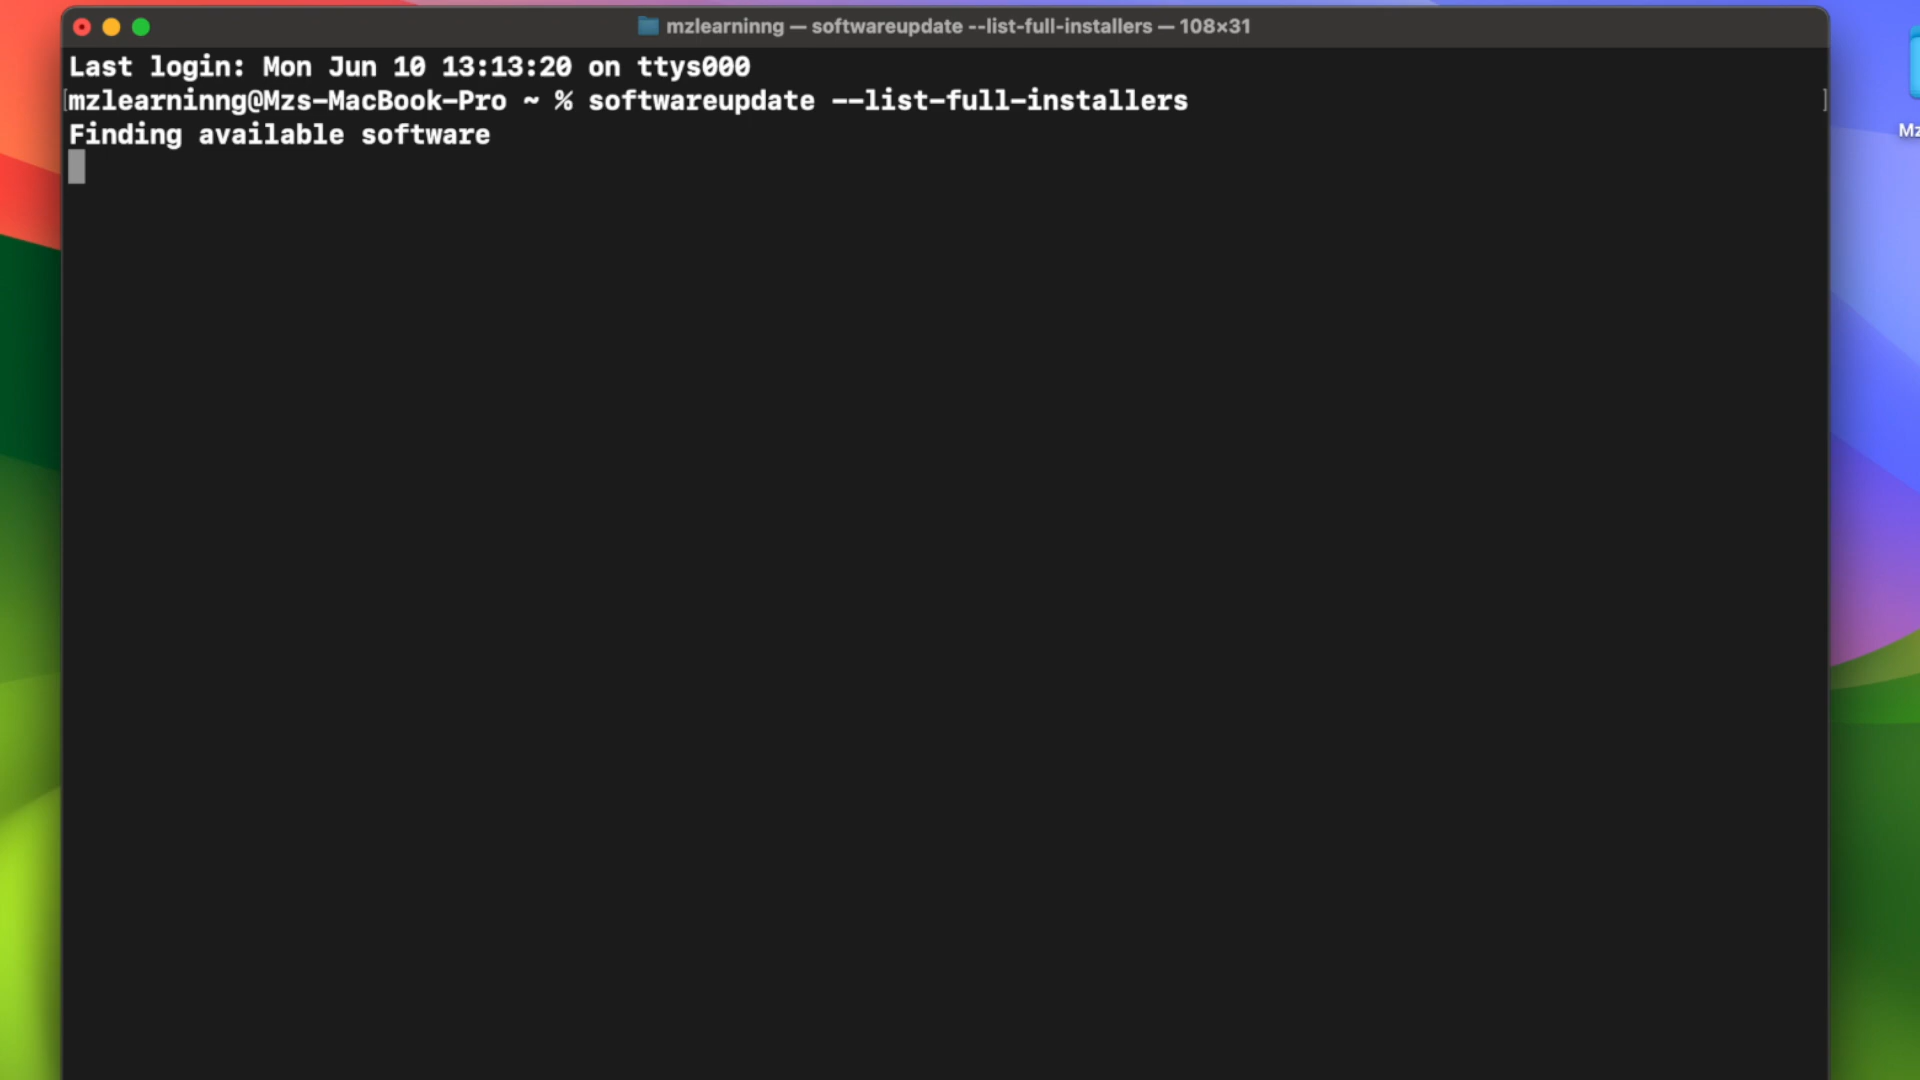 mzlearninng — softwareupdate --list-full-installers — 108×31
Last login: Mon Jun 10 13:13:20 on ttys000
[mzlearninng@Mzs-MacBook-Pro ~ % softwareupdate --list-full-installers ]
Finding available software
Mz